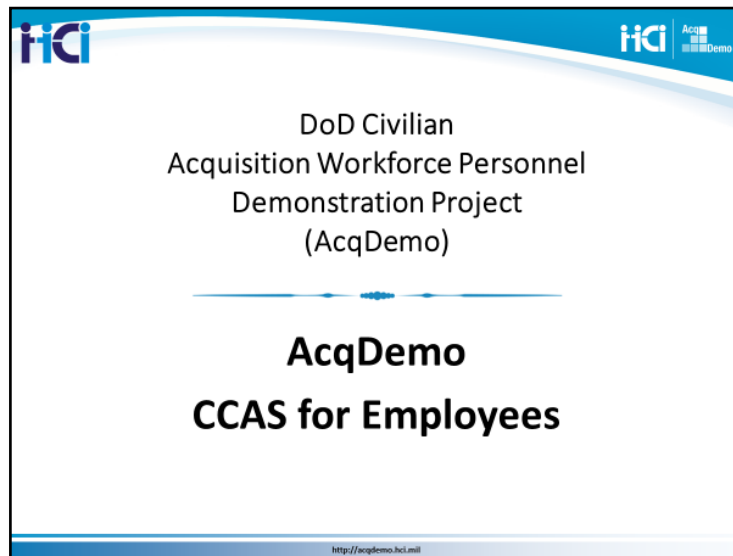 HCi
HCi
Acq
Demo
DoD Civilian
Acquisition Workforce Personnel
Demonstration Project
(AcqDemo)
AcqDemo
CCAS for Employees
http://acqdemo.hci.mil